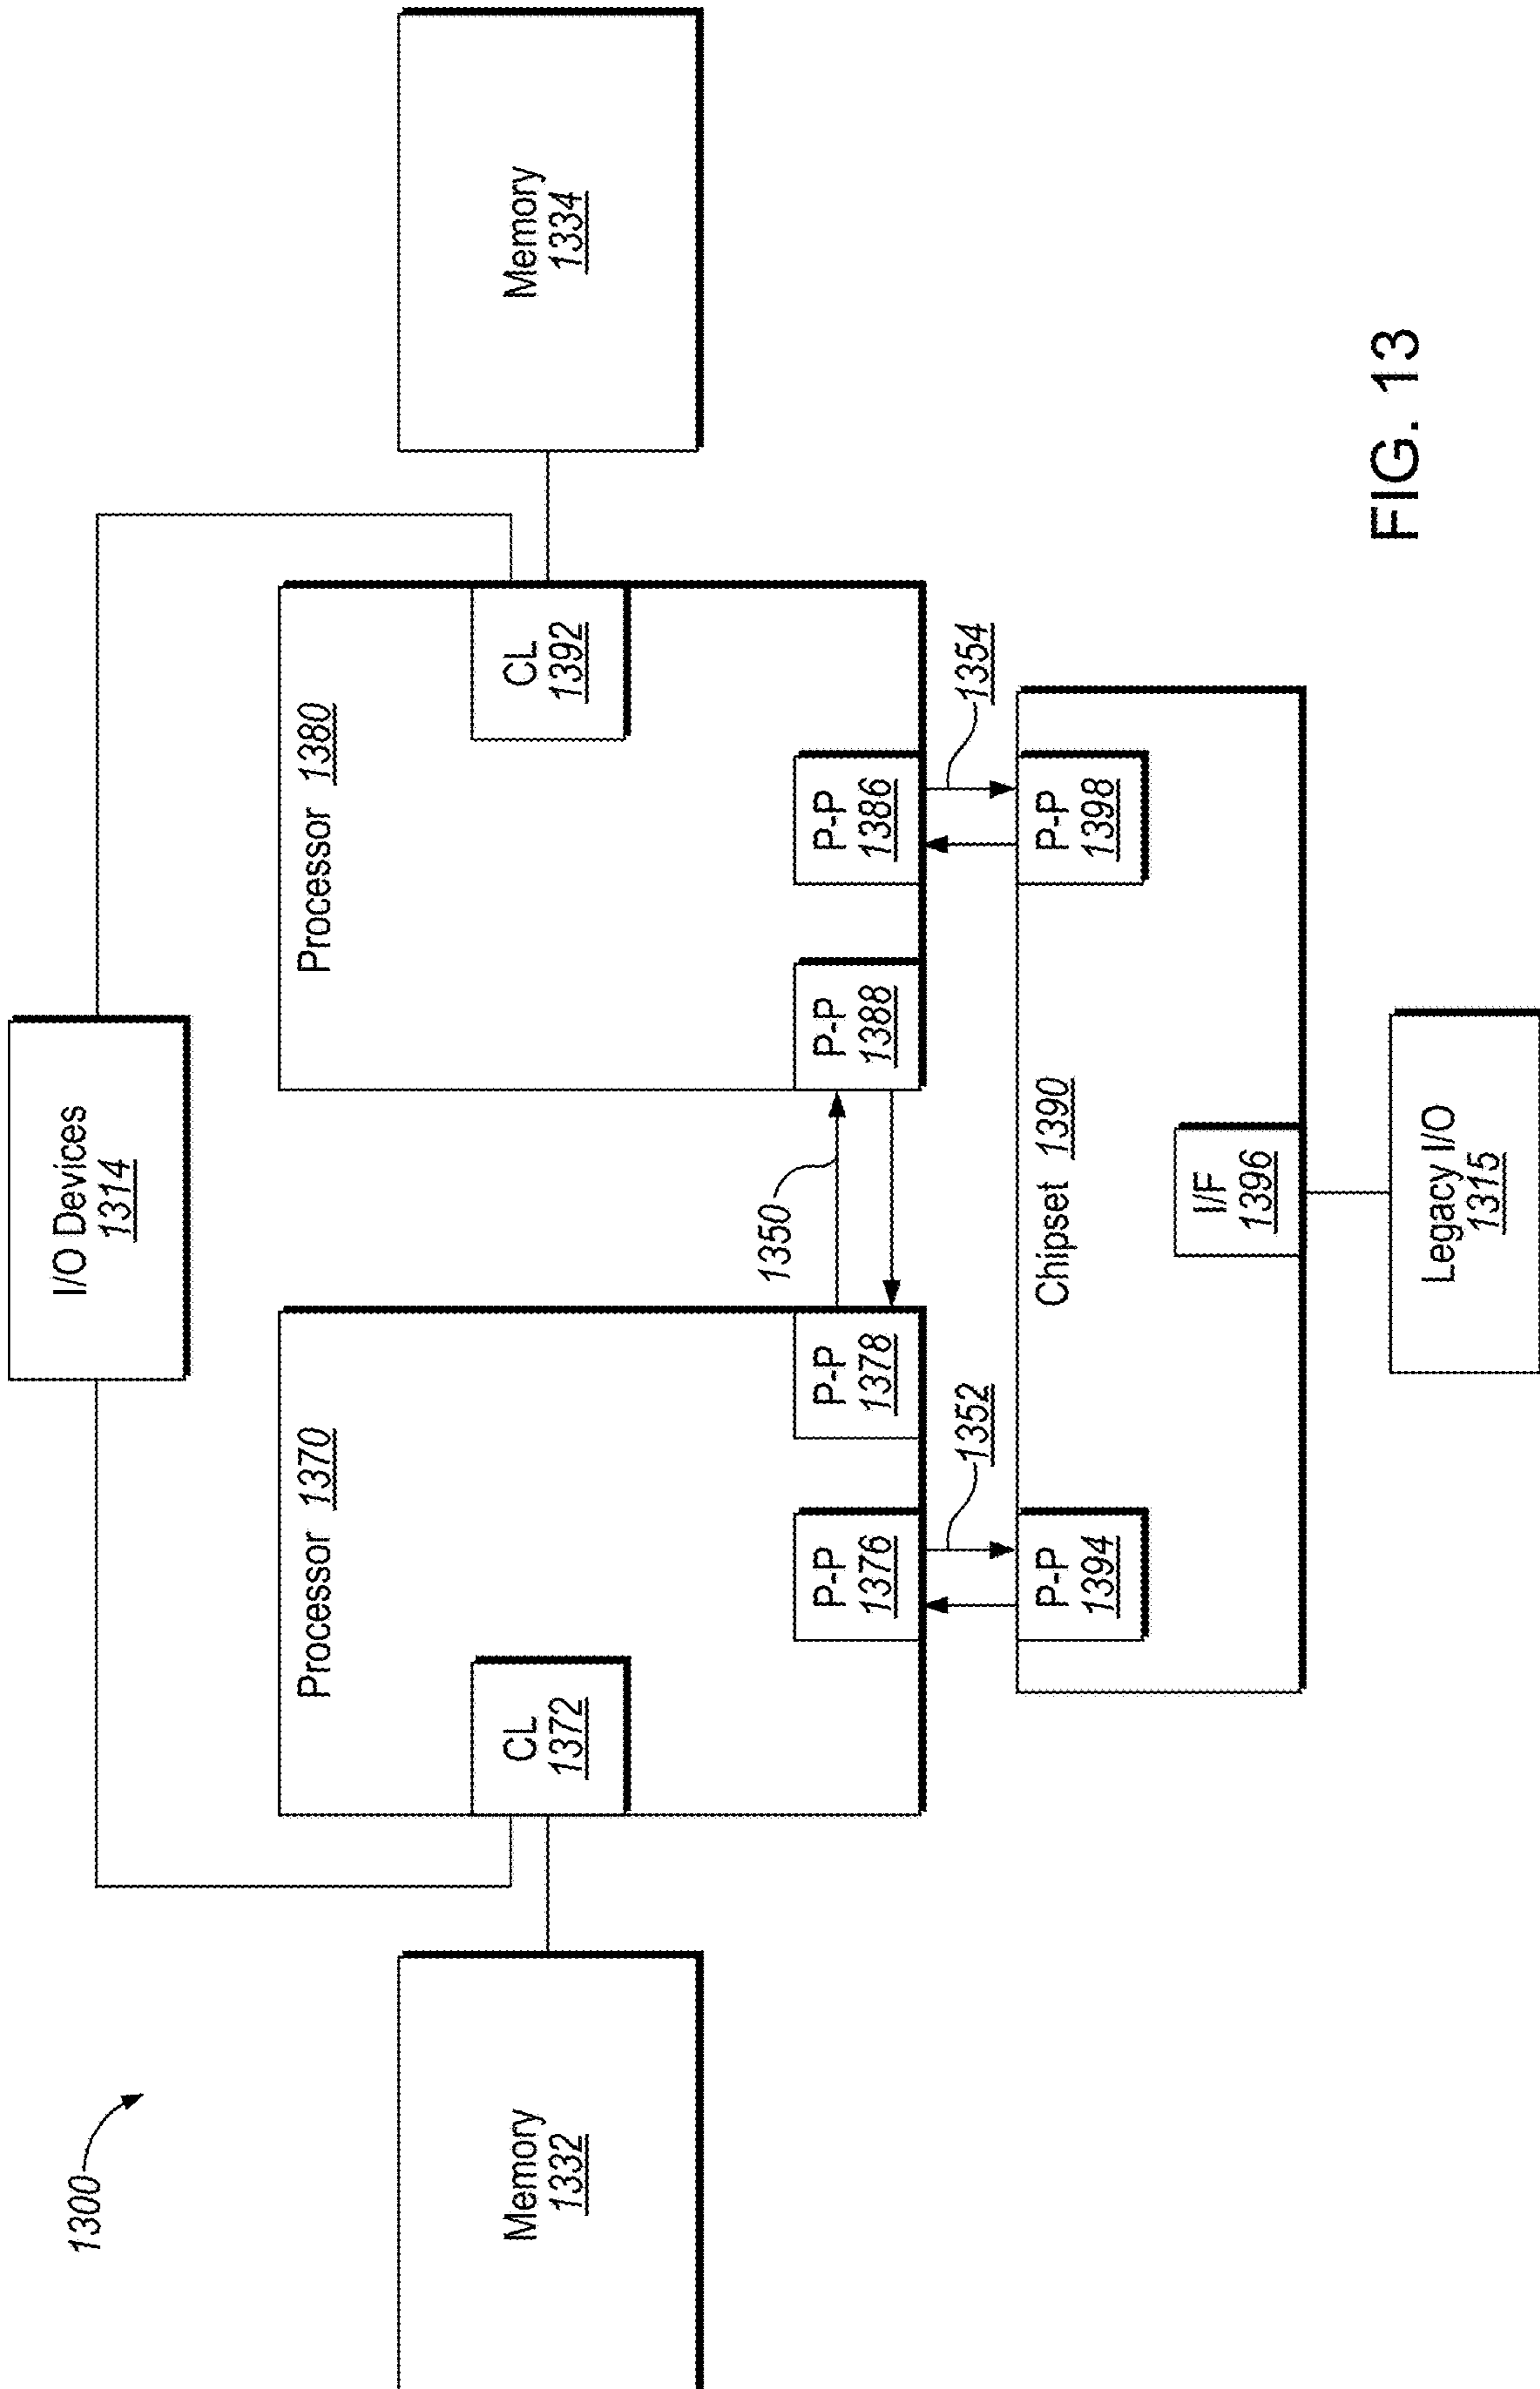 1300
I/O Devices
1314
Memory
1332
Processor 1370
CL
1372
P-P
1376
P-P
1378
1350
Processor 1380
CL
1392
P-P
1388
P-P
1386
Memory
1334
1352
1354
Chipset 1390
P-P
1394
P-P
1398
I/F
1396
Legacy I/O
1315
FIG. 13